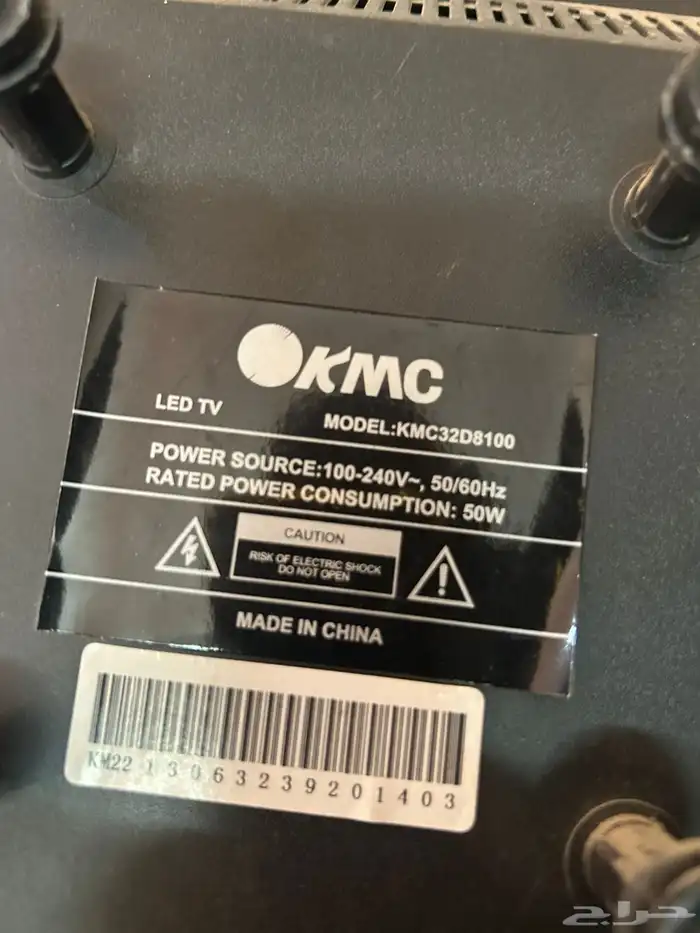 KMC
LED TV MODEL:KMC32D8100
POWER SOURCE:100-240V~, 50/60Hz
RATED POWER CONSUMPTION: 50W
CAUTION
RISK OF ELECTRIC SHOCK
DO NOT OPEN
MADE IN CHINA
KM22 13063239201403
حراج